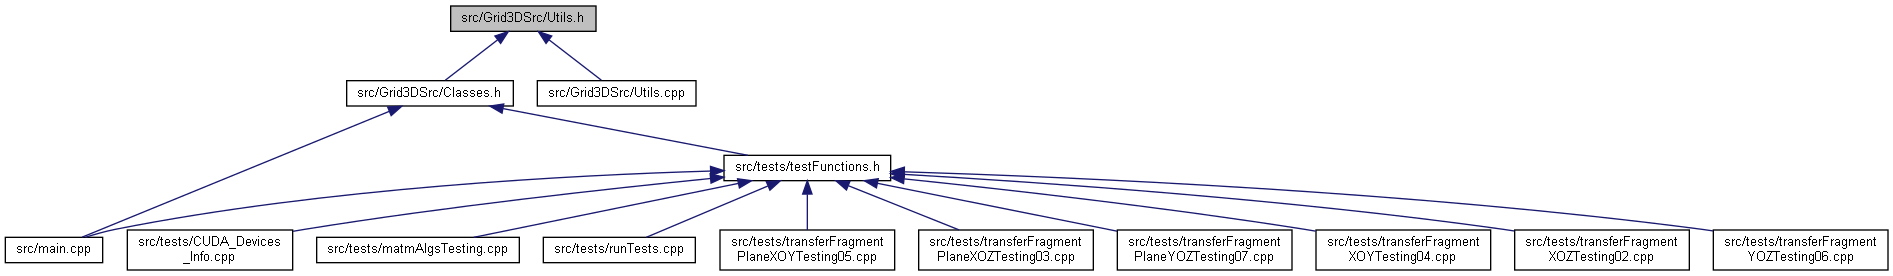 src/Grid3DSrc/Utils.h
src/Grid3DSrc/Classes.h
src/Grid3DSrc/Utils.cpp
src/tests/testFunctions.h
src/main.cpp
src/tests/CUDA_Devices
_Info.cpp
src/tests/matmAlgsTesting.cpp
src/tests/runTests.cpp
src/tests/transferFragment
PlaneXOYTesting05.cpp
src/tests/transferFragment
PlaneXOZTesting03.cpp
src/tests/transferFragment
PlaneYOZTesting07.cpp
src/tests/transferFragment
XOYTesting04.cpp
src/tests/transferFragment
XOZTesting02.cpp
src/tests/transferFragment
YOZTesting06.cpp